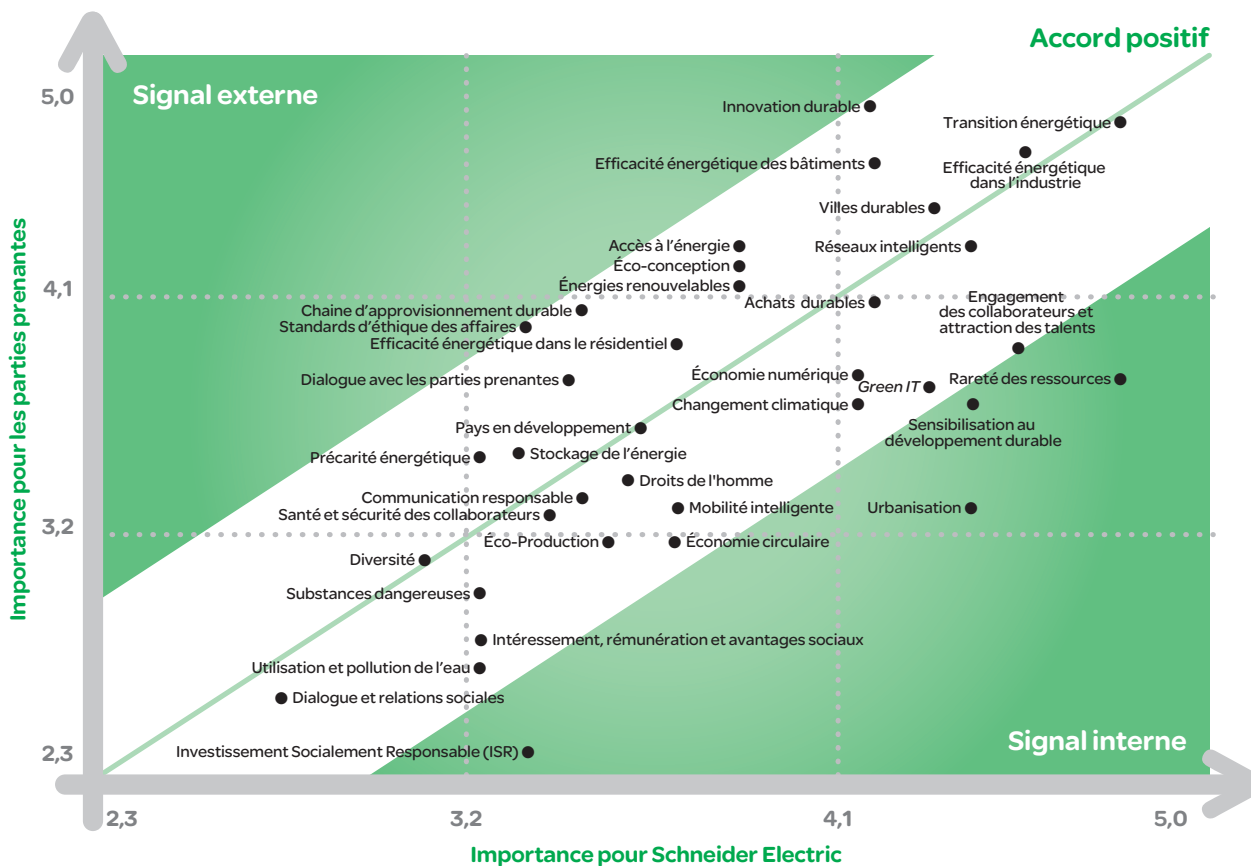 Accord positif
Signal externe
5,0
Innovation durable
Transition énergétique
Efficacité énergétique des bâtiments
Efficacité énergétique
dans l'industrie
Villes durables
Accès à l'énergie
Réseaux intelligents
Éco-conception
Énergies renouvelables
4,1
Achats durables
Engagement
des collaborateurs et
attraction des talents
Chaine d'approvisionnement durable
Standards d'éthique des affaires
Efficacité énergétique dans le résidentiel
Dialogue avec les parties prenantes
Économie numérique
Green IT
Rareté des ressources
Changement climatique
Sensibilisation au
développement durable
Pays en développement
Précarité énergétique
Stockage de l'énergie
Droits de l'homme
Communication responsable
Santé et sécurité des collaborateurs
Mobilité intelligente
Urbanisation
3,2
Éco-Production
Économie circulaire
Diversité
Substances dangereuses
Intéressement, rémunération et avantages sociaux
Utilisation et pollution de l'eau
Dialogue et relations sociales
Investissement Socialement Responsable (ISR)
Signal interne
2,3
Importance pour les parties prenantes
2,3
3,2
4,1
5,0
Importance pour Schneider Electric